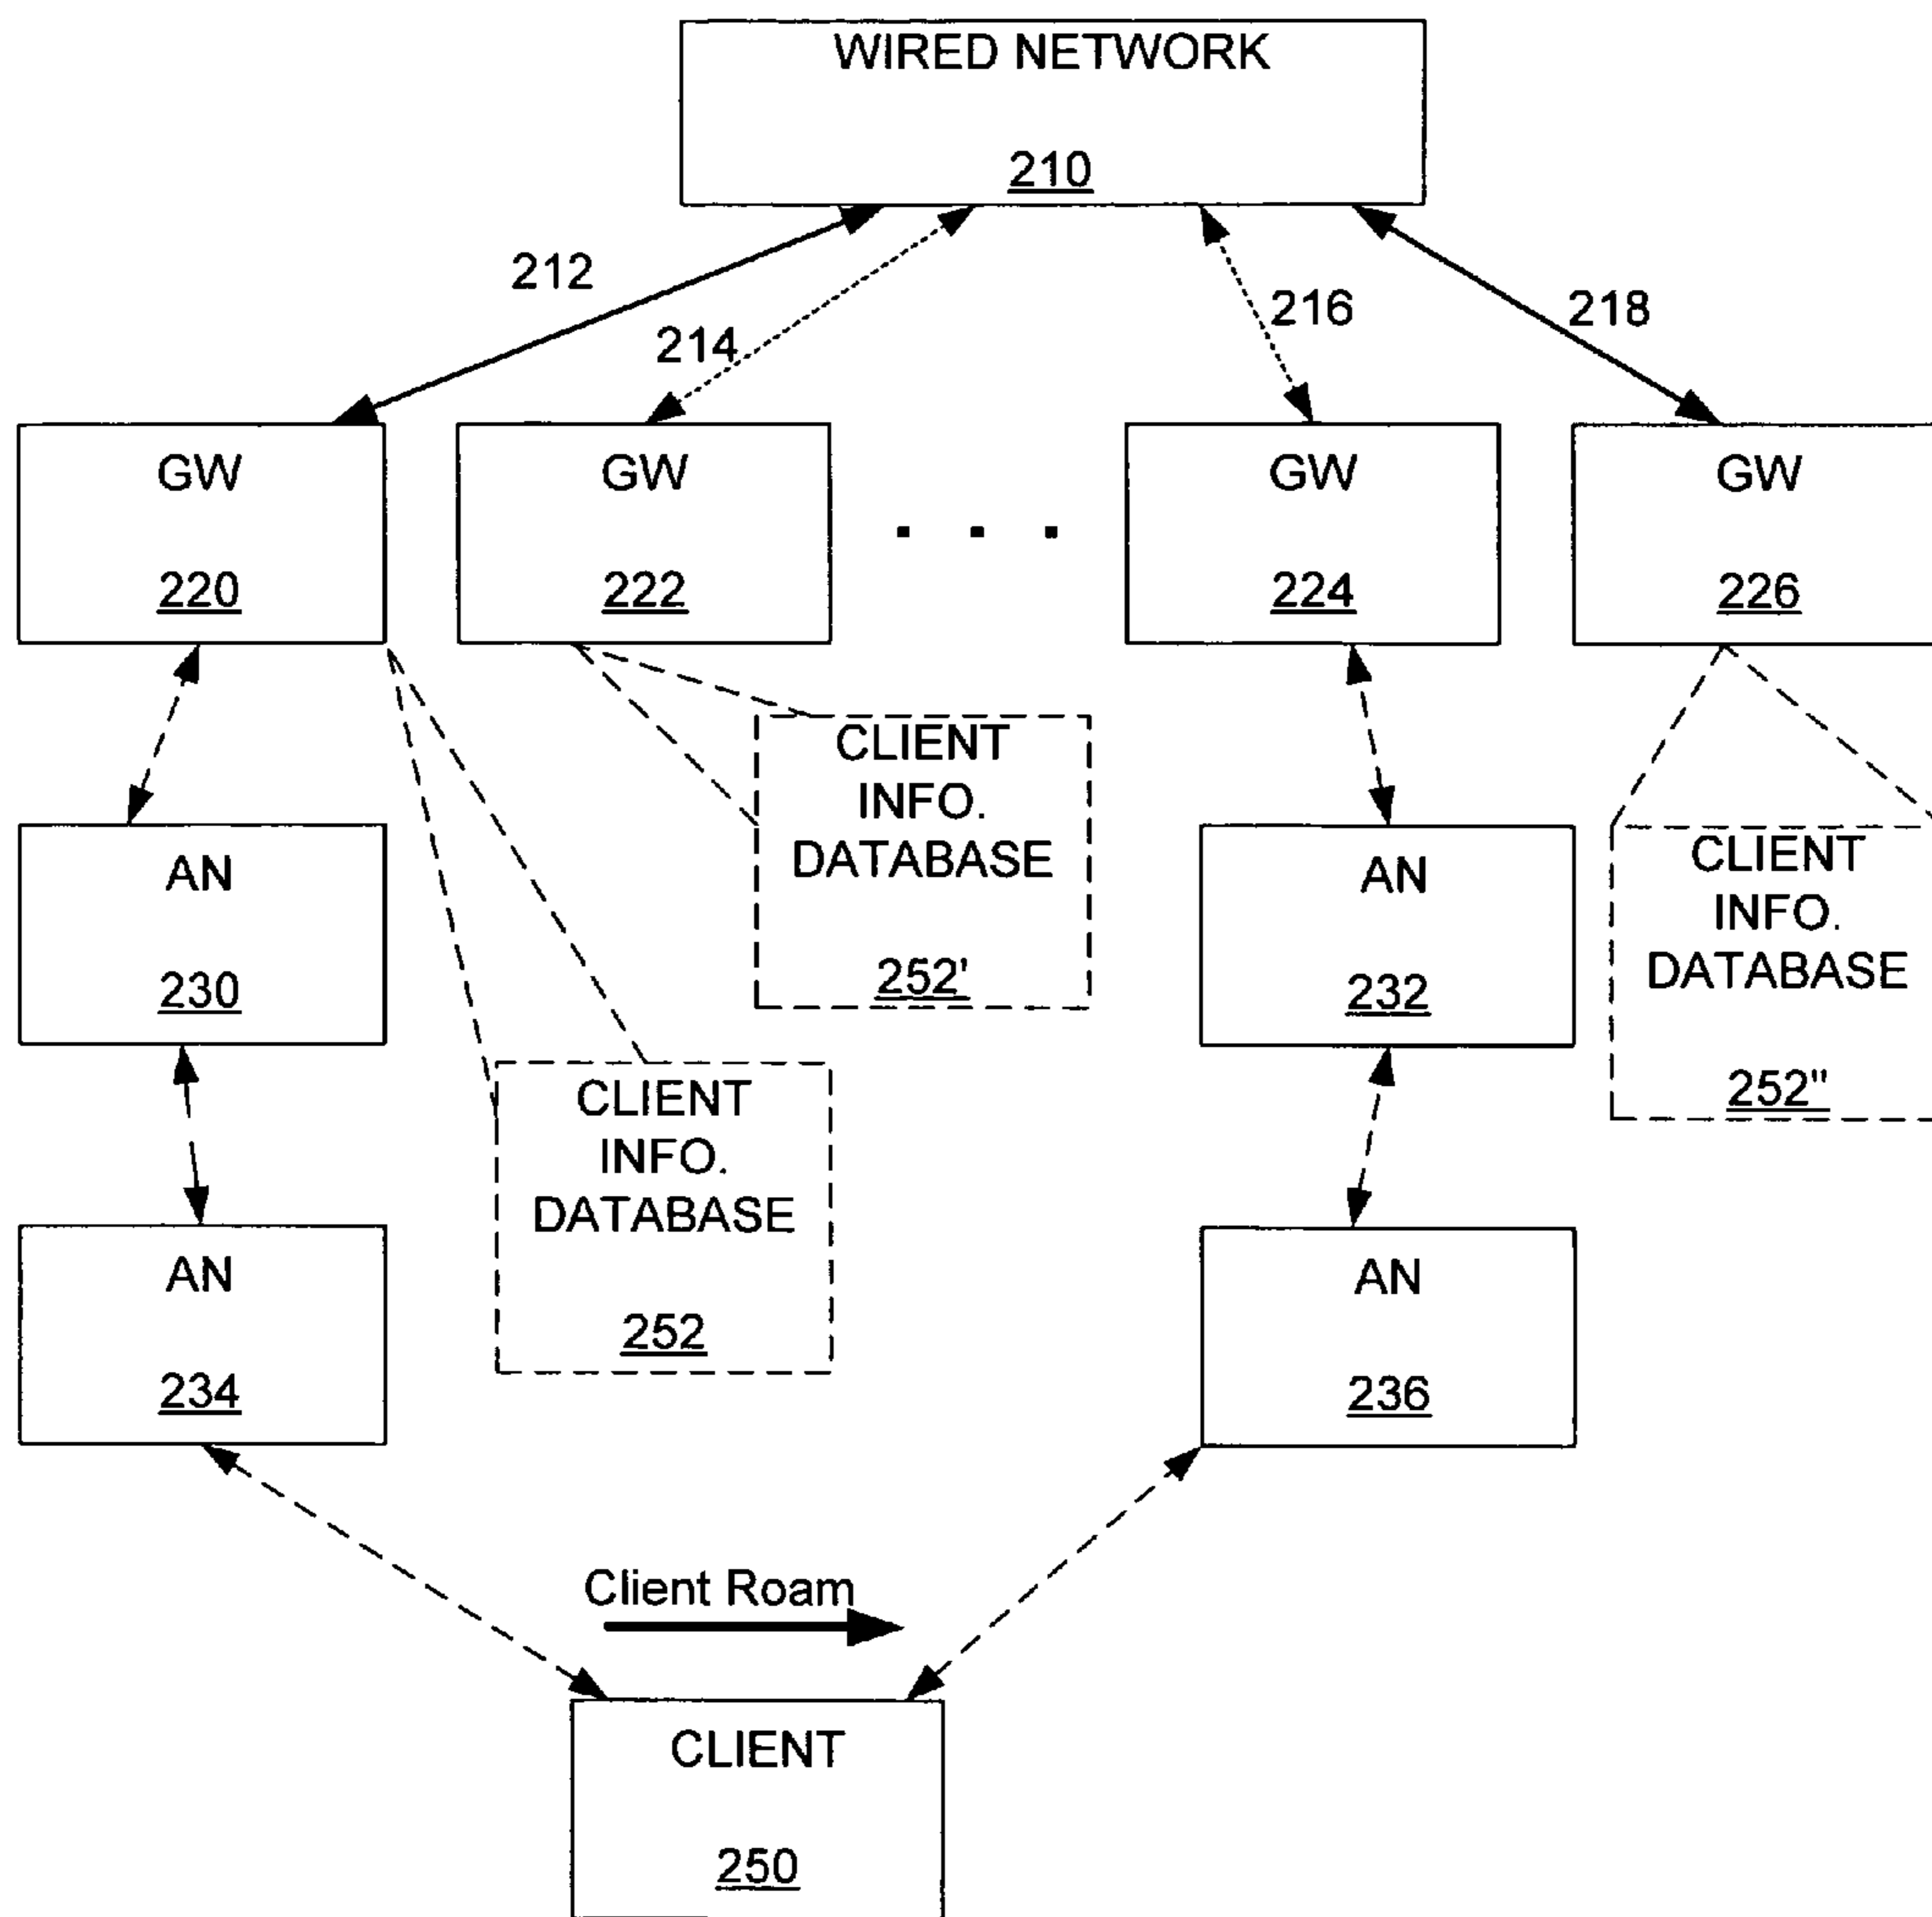 WIRED NETWORK
210
212
214
216
218
GW
220
GW
222
. . .
GW
224
GW
226
CLIENT
INFO.
DATABASE
252'
AN
230
AN
232
CLIENT
INFO.
DATABASE
252"
CLIENT
INFO.
DATABASE
252
AN
234
AN
236
Client Roam
CLIENT
250